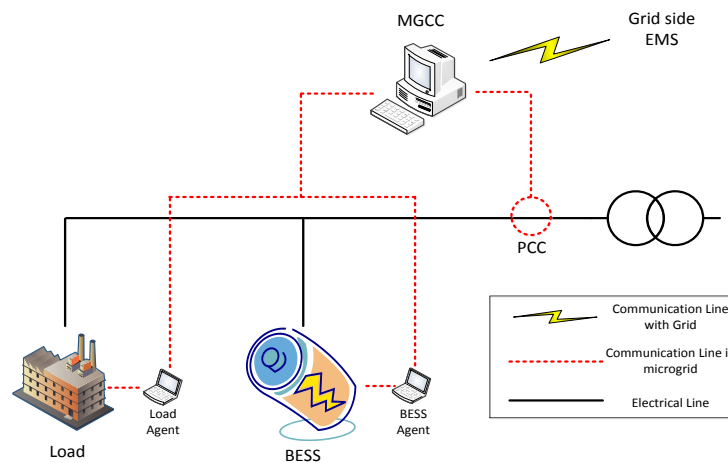 MGCC
Grid side
EMS
PCC
Communication Line
with Grid
Communication Line i
microgrid
Electrical Line
Load
Agent
BESS
Agent
Load
BESS